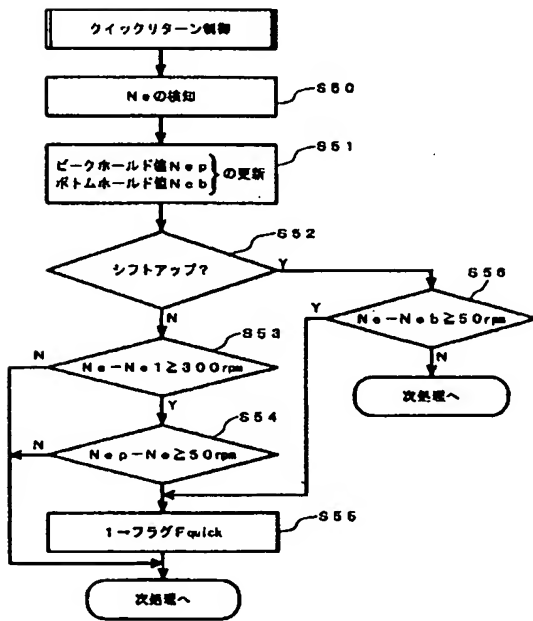 クイックリターン制御
Neの検知
S50
S51
ピークホールド値Nep
ボトムホールド値Neb
の更新
S52
シフトアップ?
Y
S56
Ne−Neb≧50rpm
Y
N
次処理へ
N
S53
Ne−Ne1≧300rpm
N
Y
S54
Nep−Ne≧50rpm
N
S55
1→フラグFquick
次処理へ